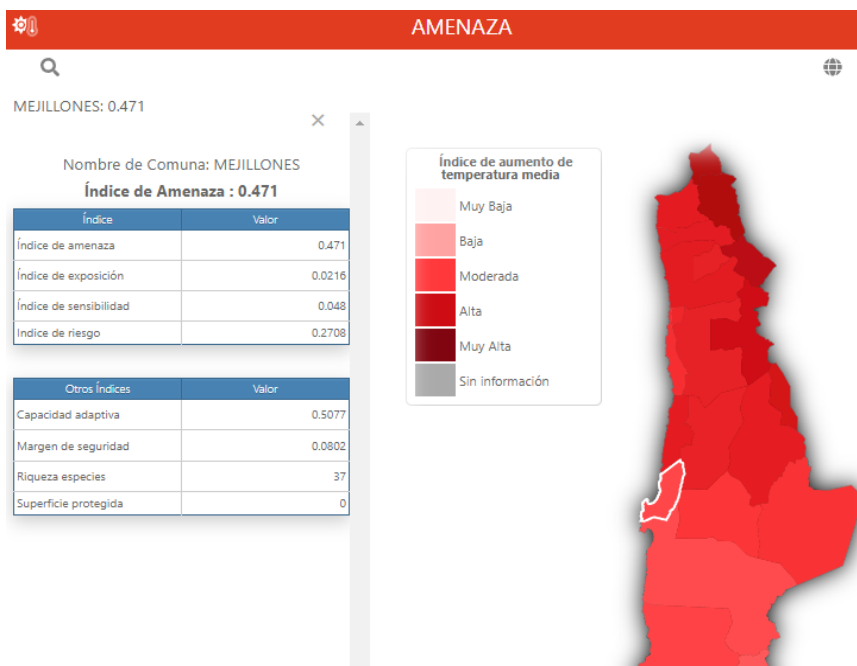 AMENAZA
MEJILLONES: 0.471
Nombre de Comuna: MEJILLONES
Índice de Amenaza : 0.471
Índice Valor
Índice de amenaza 0.471
Índice de exposición 0.0216
Índice de sensibilidad 0.048
Indice de riesgo 0.2708
Otros Índices Valor
Capacidad adaptiva 0.5077
Margen de seguridad 0.0802
Riqueza especies 37
Superficie protegida 0
Índice de aumento de
temperatura media
Muy Baja
Baja
Moderada
Alta
Muy Alta
Sin información